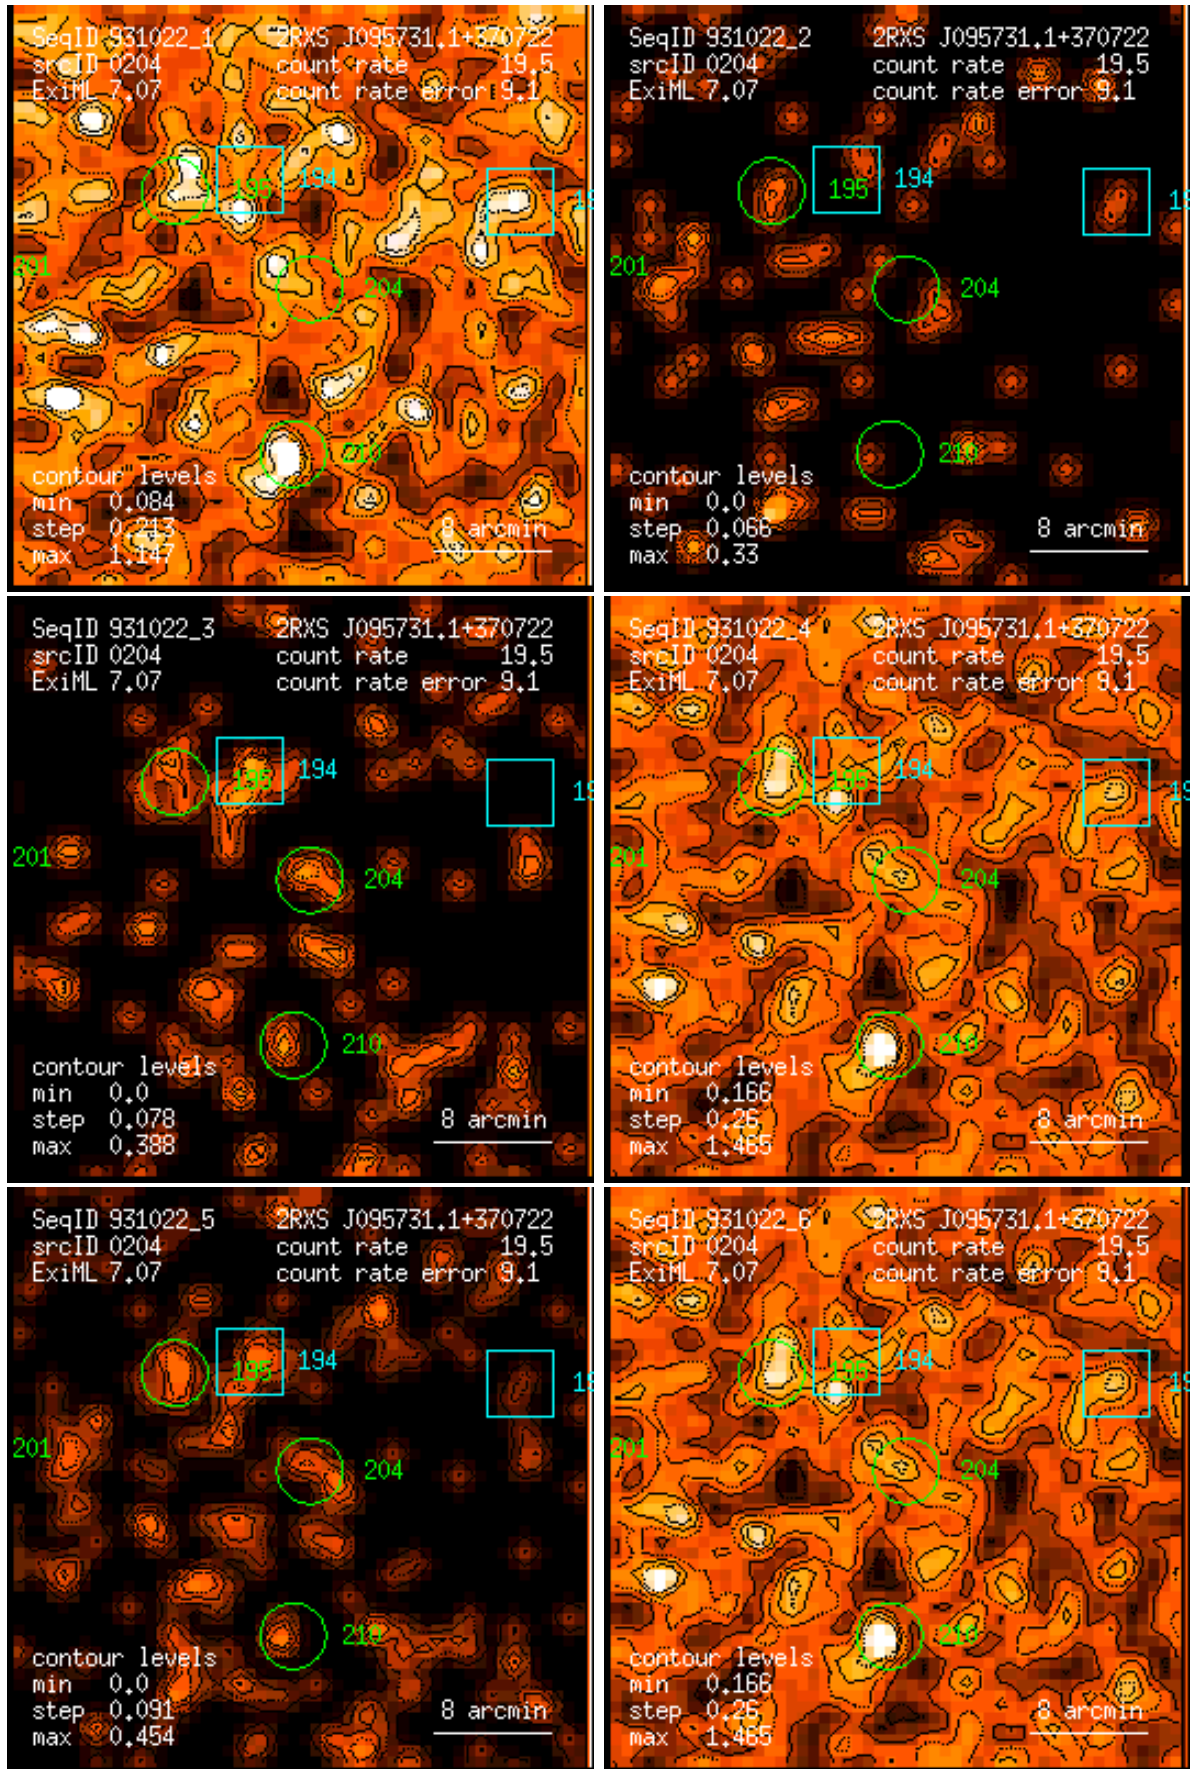 SeqID 931022_1 2RXS J095731.1+370722
srcID 0204 count rate 19.5
ExiML 7.07 count rate error 9.1
195 194
19
201
204
210
contour levels
min 0.084
step 0.213 8 arcmin
max 1.147
SeqID 931022_2 2RXS J095731.1+370722
srcID 0204 count rate 19.5
ExiML 7.07 count rate error 9.1
195 194
19
201
204
210
contour levels
min 0.0
step 0.066 8 arcmin
max 0.33
SeqID 931022_3 2RXS J095731.1+370722
srcID 0204 count rate 19.5
ExiML 7.07 count rate error 9.1
195 194
19
201
204
210
contour levels
min 0.0
step 0.078 8 arcmin
max 0.388
SeqID 931022_4 2RXS J095731.1+370722
srcID 0204 count rate 19.5
ExiML 7.07 count rate error 9.1
195 194
19
201
204
210
contour levels
min 0.166
step 0.26 8 arcmin
max 1.465
SeqID 931022_5 2RXS J095731.1+370722
srcID 0204 count rate 19.5
ExiML 7.07 count rate error 9.1
195 194
19
201
204
210
contour levels
min 0.0
step 0.091 8 arcmin
max 0.454
SeqID 931022_6 2RXS J095731.1+370722
srcID 0204 count rate 19.5
ExiML 7.07 count rate error 9.1
195 194
19
201
204
210
contour levels
min 0.166
step 0.26 8 arcmin
max 1.465